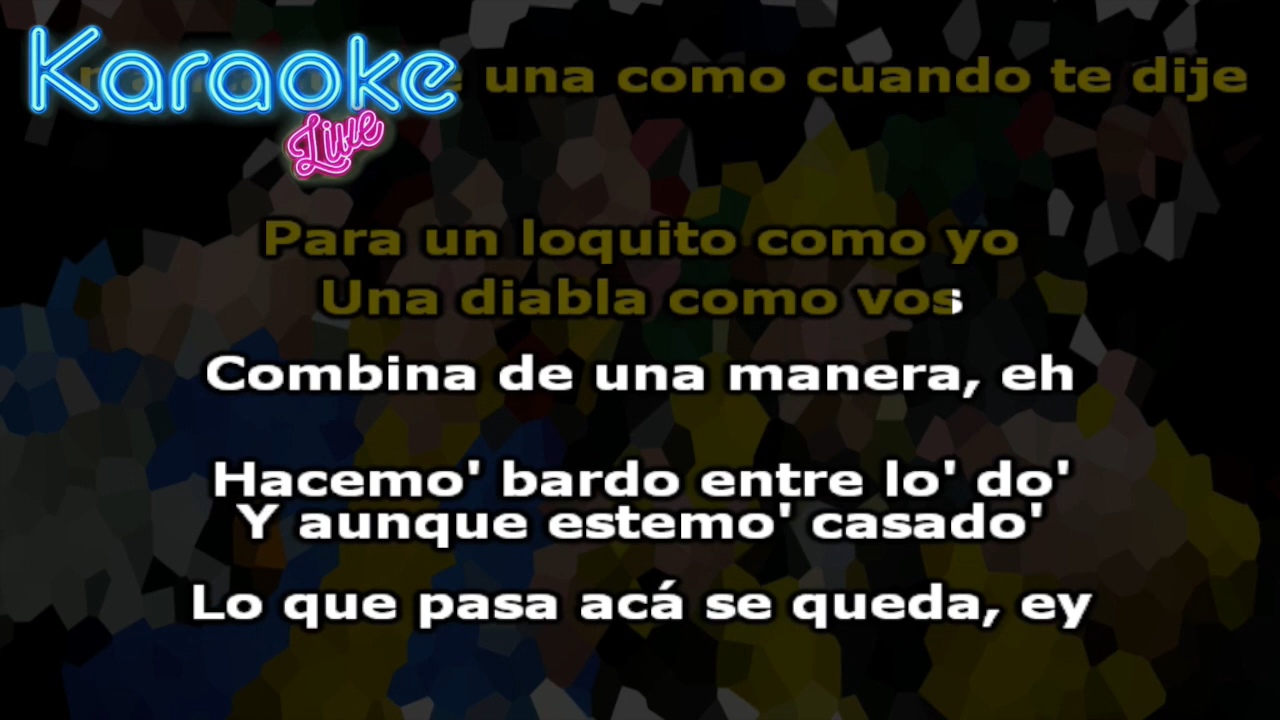 Karaoke
Live
una como cuando te dije
Para un loquito como yo
Una diabla como vos
Combina de una manera, eh
Hacemo' bardo entre lo' do'
Y aunque estemo' casado'
Lo que pasa acá se queda, ey